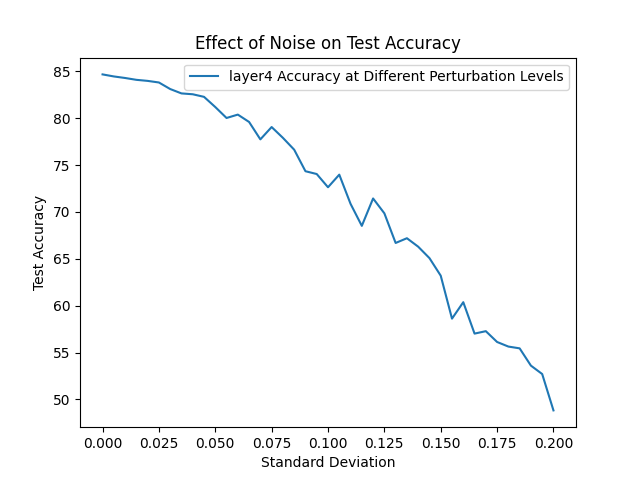 Effect of Noise on Test Accuracy
layer4 Accuracy at Different Perturbation Levels
Test Accuracy
85
80
75
70
65
60
55
50
0.000 0.025 0.050 0.075 0.100 0.125 0.150 0.175 0.200
Standard Deviation